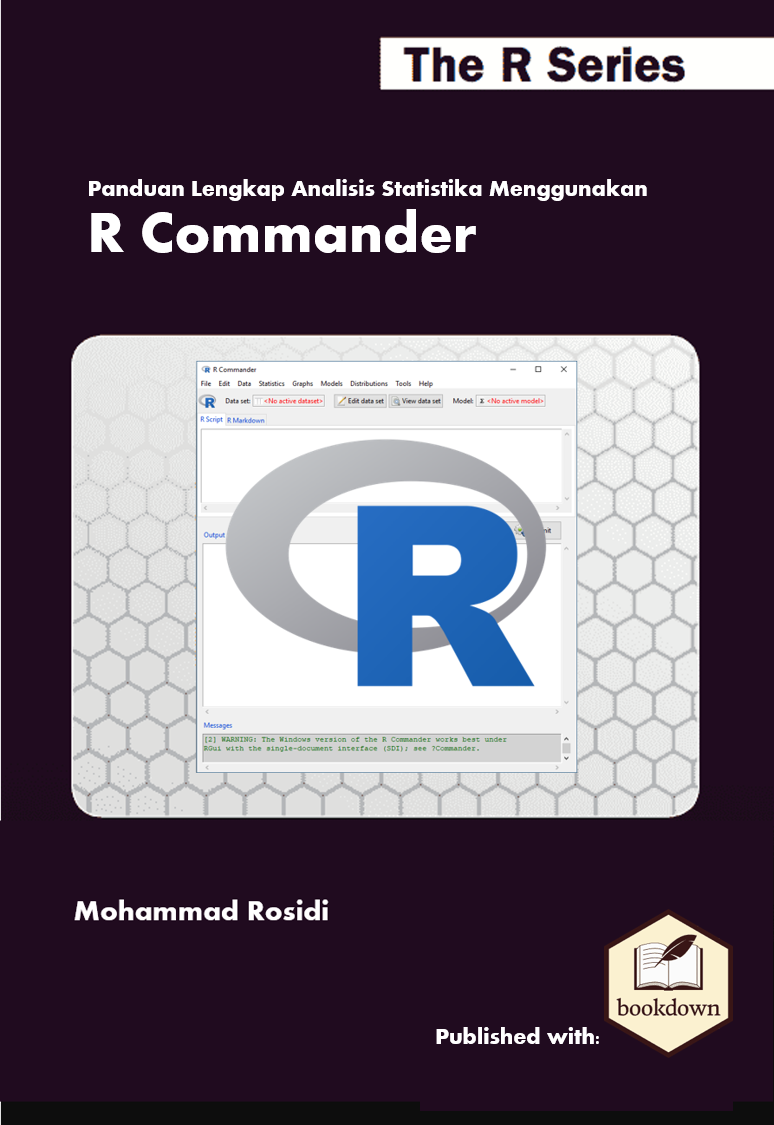 The R Series
Panduan Lengkap Analisis Statistika Menggunakan
R Commander
R Commander
File Edit Data Statistics Graphs Models Distributions Tools Help
R Data set: <No active dataset> Edit data set View data set Model: Σ <No active model>
R Script R Markdown
Output
R
Messages
[2] WARNING: The Windows version of the R Commander works best under
RGui with the single-document interface (SDI); see ?Commander.
Mohammad Rosidi
bookdown
Published with: